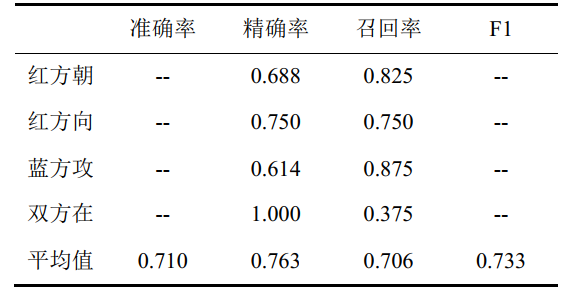 准确率 精确率 召回率 F1
红方朝 -- 0.688 0.825 --
红方向 -- 0.750 0.750 --
蓝方攻 -- 0.614 0.875 --
双方在 -- 1.000 0.375 --
平均值 0.710 0.763 0.706 0.733